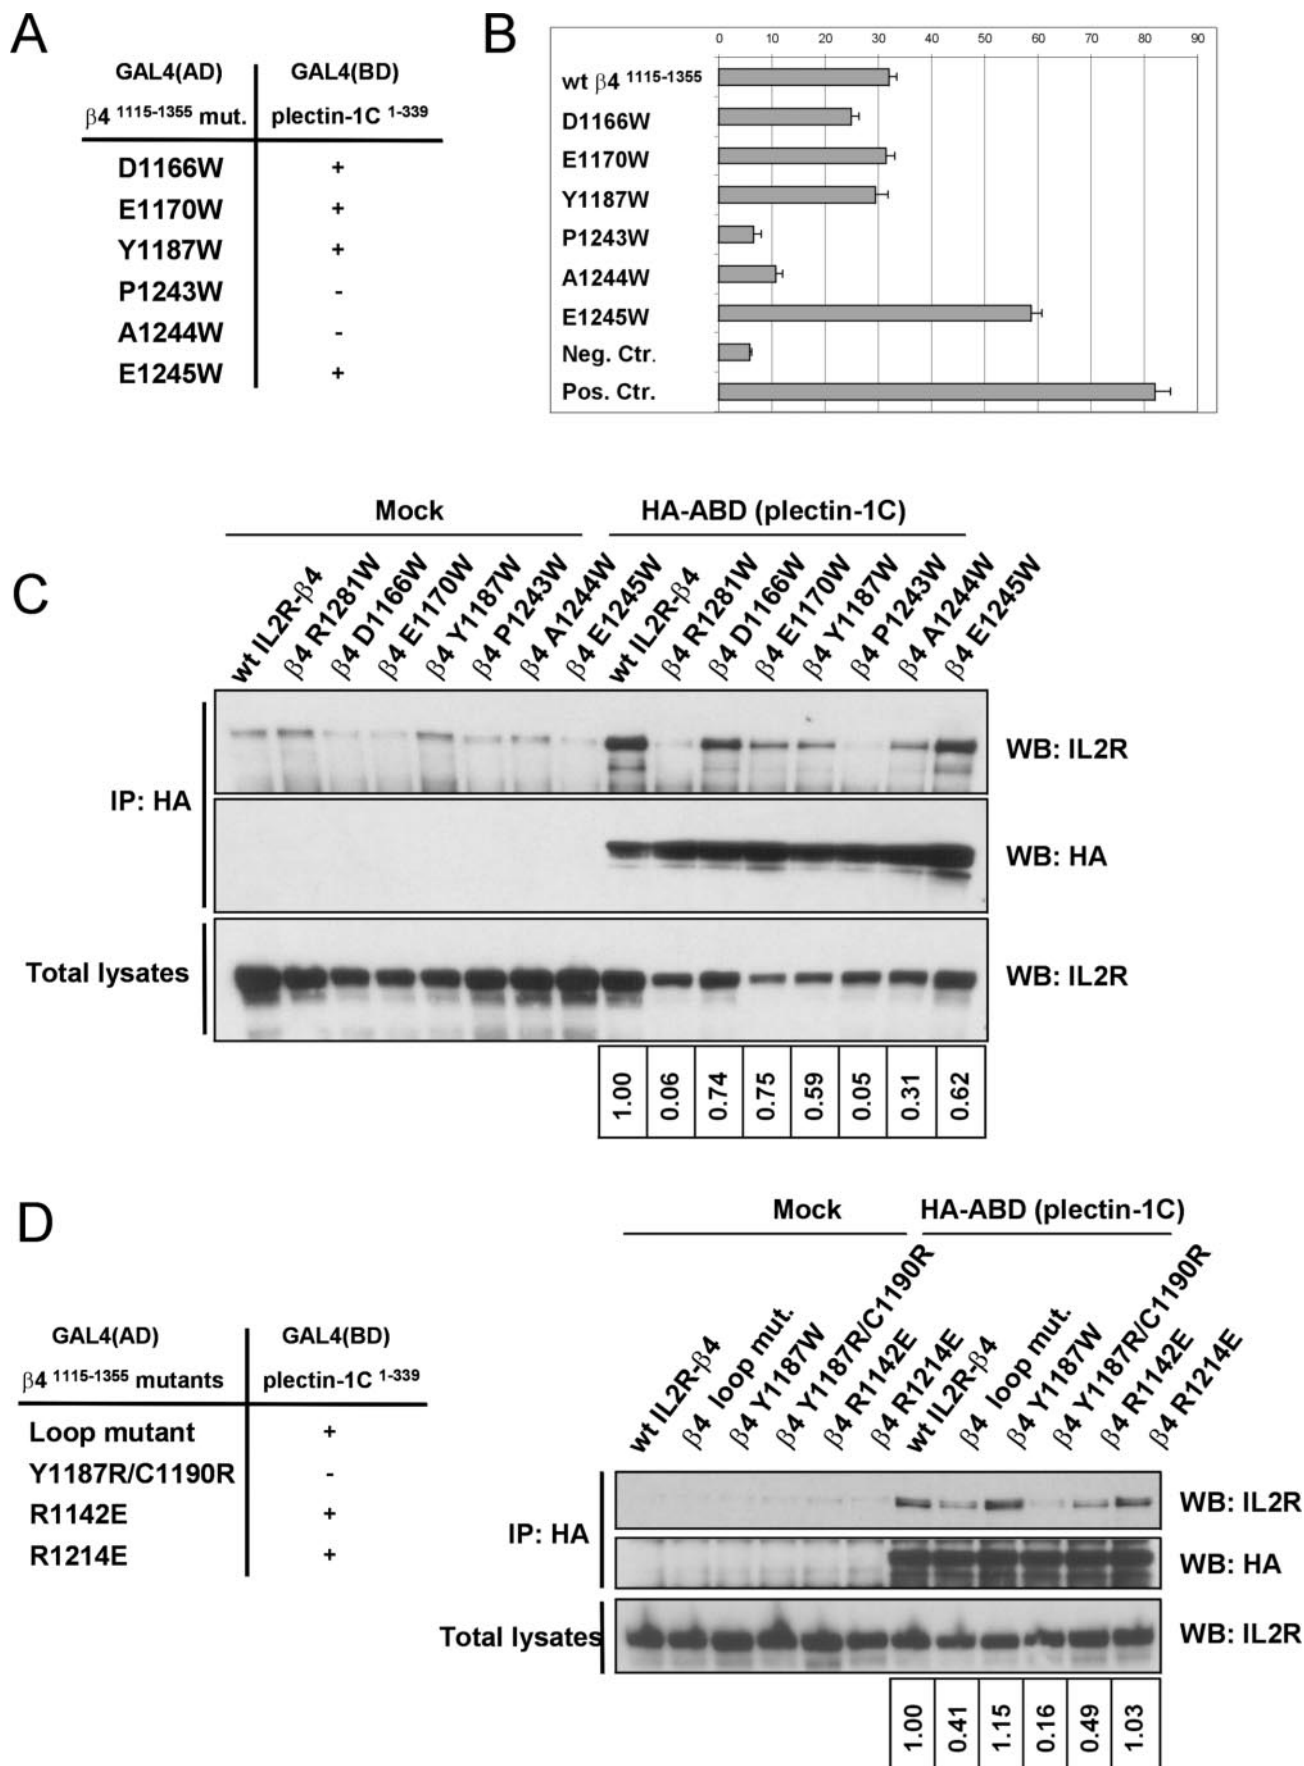 A
GAL4(AD) GAL4(BD)
β4 1115-1355 mut. plectin-1C 1-339
D1166W +
E1170W +
Y1187W +
P1243W -
A1244W -
E1245W +
B
0 10 20 30 40 50 60 70 80 90
wt β4 1115-1355
D1166W
E1170W
Y1187W
P1243W
A1244W
E1245W
Neg. Ctr.
Pos. Ctr.
C
Mock HA-ABD (plectin-1C)
wt IL2R-β4
β4 R1281W
β4 D1166W
β4 E1170W
β4 Y1187W
β4 P1243W
β4 A1244W
β4 E1245W
wt IL2R-β4
β4 R1281W
β4 D1166W
β4 E1170W
β4 Y1187W
β4 P1243W
β4 A1244W
β4 E1245W
IP: HA
WB: IL2R
WB: HA
Total lysates
WB: IL2R
1.00 0.06 0.74 0.75 0.59 0.05 0.31 0.62
D
GAL4(AD) GAL4(BD)
β4 1115-1355 mutants plectin-1C 1-339
Loop mutant +
Y1187R/C1190R -
R1142E +
R1214E +
Mock HA-ABD (plectin-1C)
wt IL2R-β4
β4 loop mut.
β4 Y1187W
β4 Y1187R/C1190R
β4 R1142E
β4 R1214E
wt IL2R-β4
β4 loop mut.
β4 Y1187W
β4 Y1187R/C1190R
β4 R1142E
β4 R1214E
IP: HA
WB: IL2R
WB: HA
Total lysates
WB: IL2R
1.00 0.41 1.15 0.16 0.49 1.03